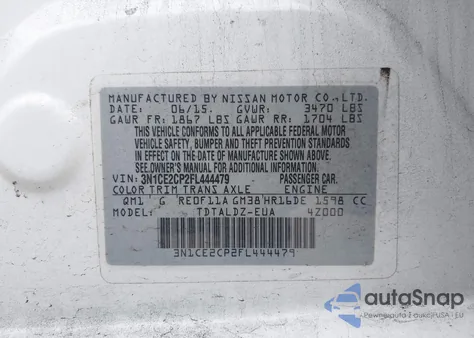 MANUFACTURED BY NISSAN MOTOR CO.,LTD.
DATE: 06/15. GVWR: 3470 LBS
GAWR FR: 1867 LBS GAWR RR: 1704 LBS
THIS VEHICLE CONFORMS TO ALL APPLICABLE FEDERAL MOTOR
VEHICLE SAFETY, BUMPER AND THEFT PREVENTION STANDARDS
IN EFFECT ON THE DATE OF MANUFACTURE SHOWN ABOVE.
SEE OWNER'S MANUAL FOR ADDITIONAL INFORMATION.
VIN: 3N1CE2CP2FL444479 PASSENGER CAR.
COLOR TRIM TRANS AXLE ENGINE
QM1' G 'RE0F11A GM38'HR16DE 1598 CC
MODEL: TDTALDZ-EUA 4Z000
3N1CE2CP2FL444479
autoSnap